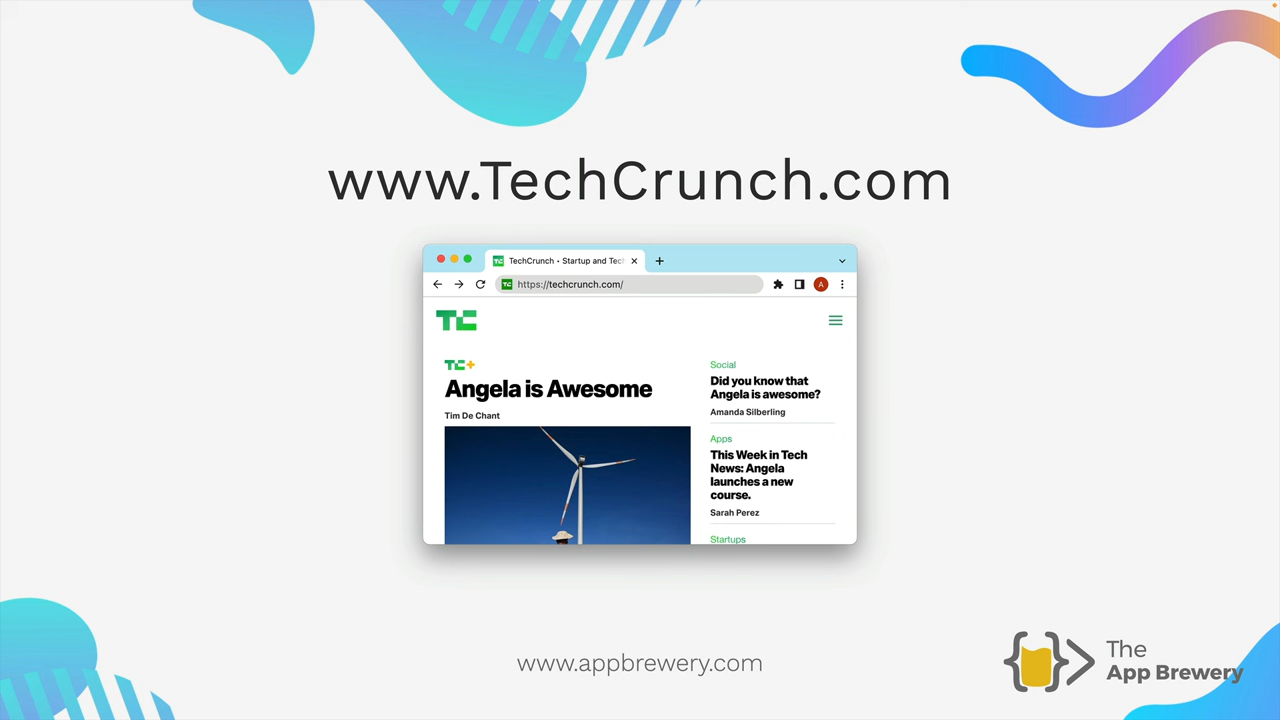 www.TechCrunch.com
TechCrunch • Startup and Tech
https://techcrunch.com/
A
TC
TC+
Angela is Awesome
Tim De Chant
Social
Did you know that
Angela is awesome?
Amanda Silberling
Apps
This Week in Tech
News: Angela
launches a new
course.
Sarah Perez
Startups
www.appbrewery.com
The
App Brewery